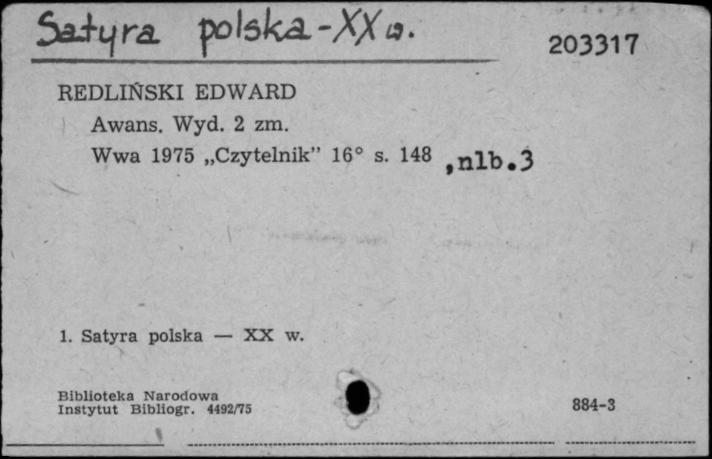 Satyra polska - XX w.
203317
REDLIŃSKI EDWARD
Awans. Wyd. 2 zm.
Wwa 1975 „Czytelnik” 16° s. 148 , nlb.3
1. Satyra polska — XX w.
Biblioteka Narodowa
Instytut Bibliogr. 4492/75
884-3